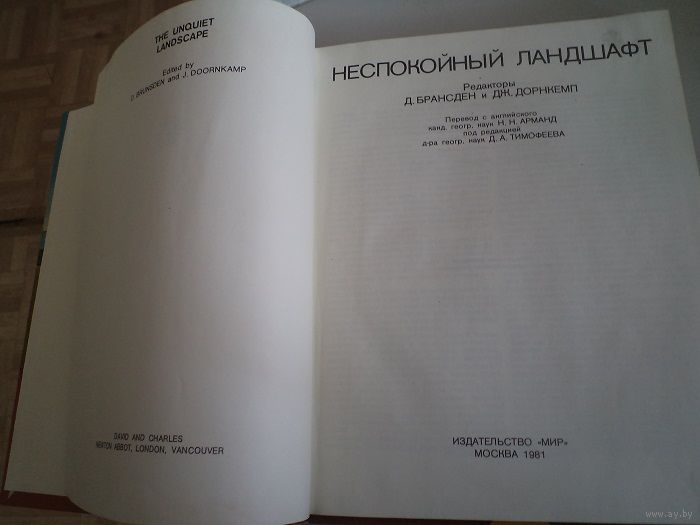 THE UNQUIET
LANDSCAPE
Edited by
D. BRUNSDEN and J. DOORNKAMP
DAVID AND CHARLES
NEWTON ABBOT, LONDON, VANCOUVER
НЕСПОКОЙНЫЙ ЛАНДШАФТ
Редакторы
Д. БРАНСДЕН и ДЖ. ДОРНКЕМП
Перевод с английского
канд. геогр. наук Н. Н. АРМАНД
под редакцией
д-ра геогр. наук Д. А. ТИМОФЕЕВА
ИЗДАТЕЛЬСТВО «МИР»
МОСКВА 1981
www.ay.by